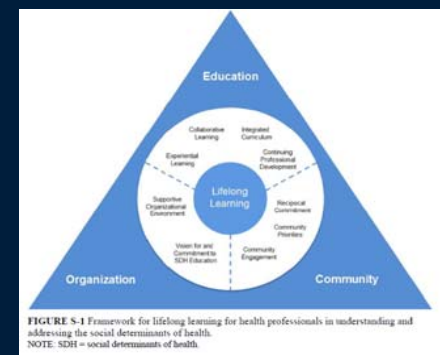 Education
Collaborative
Learning
Integrated
Curriculum
Experiential
Learning
Continuing
Professional
Development
Lifelong
Learning
Supportive
Organizational
Environment
Reciprocal
Commitment
Community
Priorities
Vision for and
Commitment to
SDH Education
Community
Engagement
Organization
Community
FIGURE S-1 Framework for lifelong learning for health professionals in understanding and
addressing the social determinants of health.
NOTE: SDH = social determinants of health.